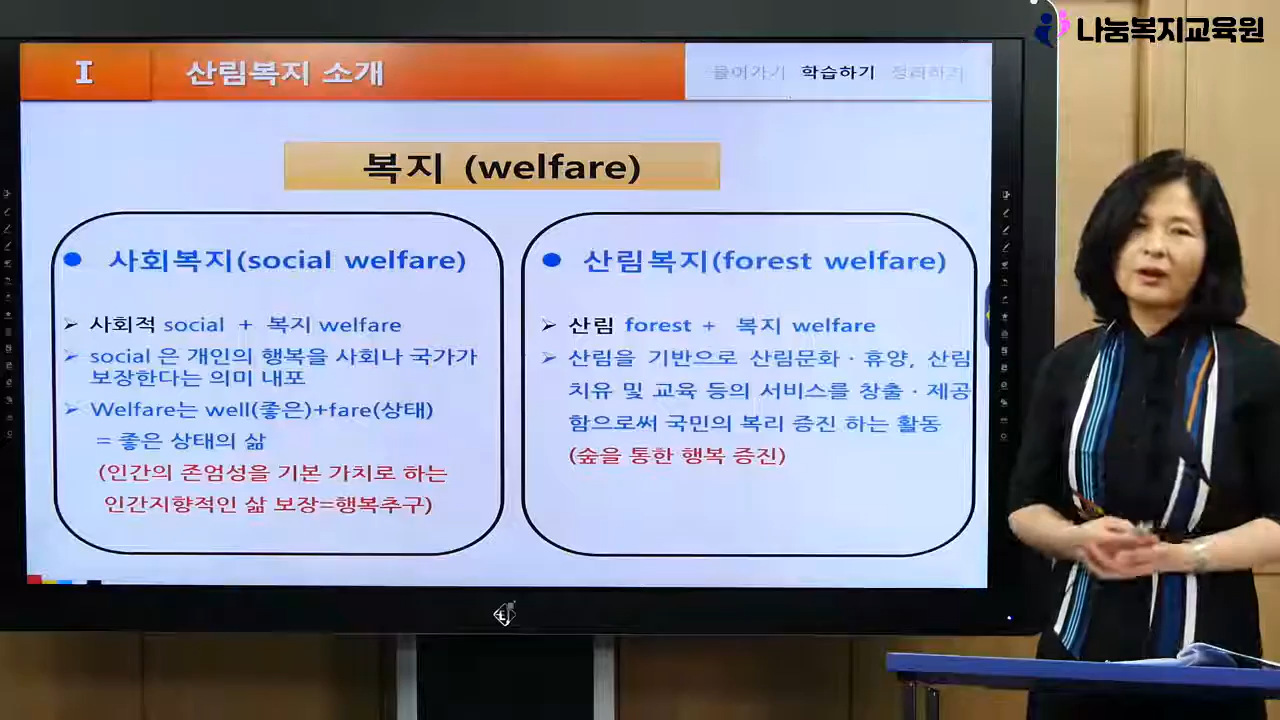 나눔복지교육원
I 산림복지 소개 들어가기 학습하기 정리하기
복지 (welfare)
사회복지(social welfare)
사회적 social + 복지 welfare
social 은 개인의 행복을 사회나 국가가
보장한다는 의미 내포
Welfare는 well(좋은)+fare(상태)
= 좋은 상태의 삶
(인간의 존엄성을 기본 가치로 하는
인간지향적인 삶 보장=행복추구)
산림복지(forest welfare)
산림 forest + 복지 welfare
산림을 기반으로 산림문화 · 휴양, 산림
치유 및 교육 등의 서비스를 창출 · 제공
함으로써 국민의 복리 증진 하는 활동
(숲을 통한 행복 증진)